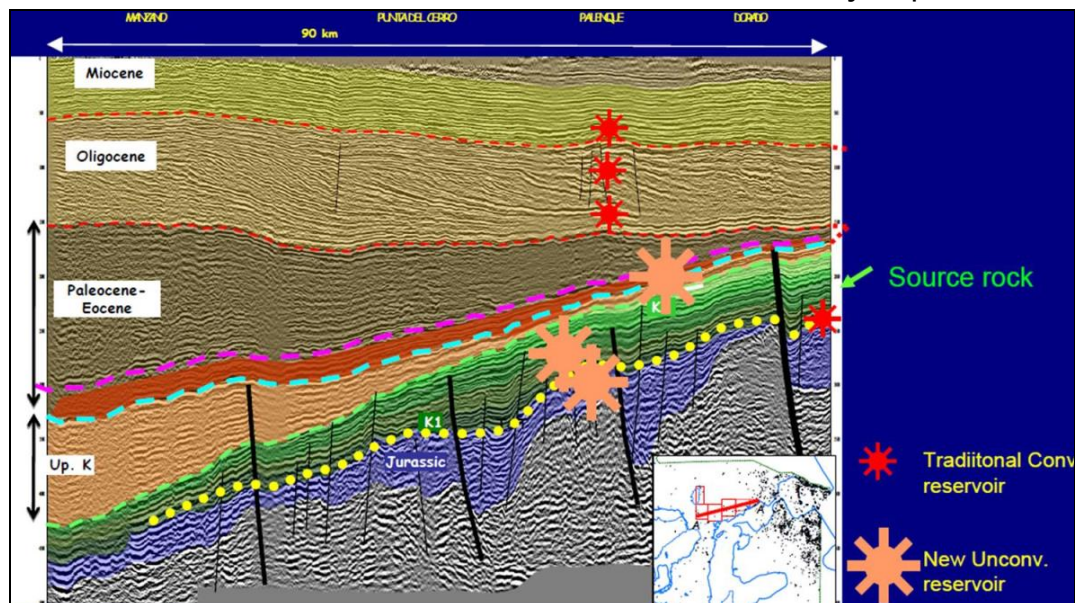 MANZANO PUNTA DEL CERRO PALENQUE DORADO
90 km
Miocene
Oligocene
Paleocene-
Eocene
Source rock
K
K1
Up. K
Jurassic
A A'
Tradiitonal Conv
reservoir
New Unconv.
reservoir